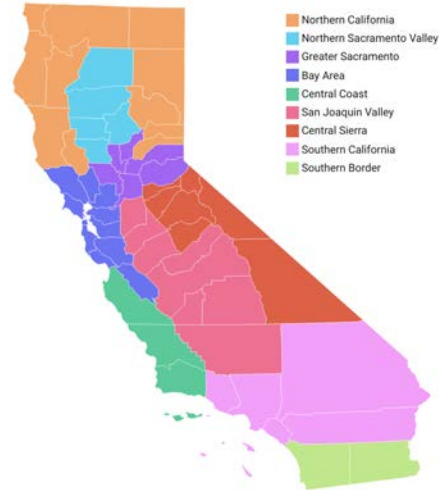 Northern California
Northern Sacramento Valley
Greater Sacramento
Bay Area
Central Coast
San Joaquin Valley
Central Sierra
Southern California
Southern Border